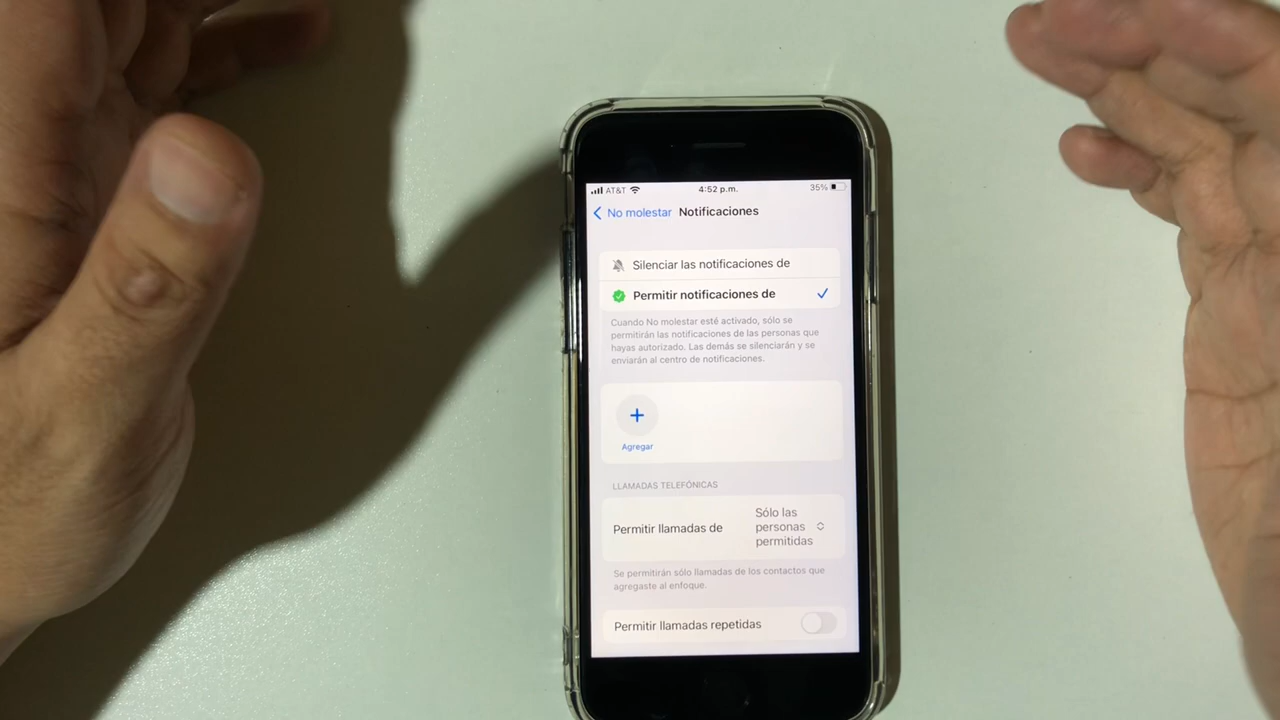 AT&T 4:52 p.m. 35%
No molestar Notificaciones
Silenciar las notificaciones de
Permitir notificaciones de
Cuando No molestar esté activado, sólo se
permitirán las notificaciones de las personas que
hayas autorizado. Las demás se silenciarán y se
enviarán al centro de notificaciones.
Agregar
LLAMADAS TELEFÓNICAS
Permitir llamadas de
Sólo las
personas
permitidas
Se permitirán sólo llamadas de los contactos que
agregaste al enfoque.
Permitir llamadas repetidas